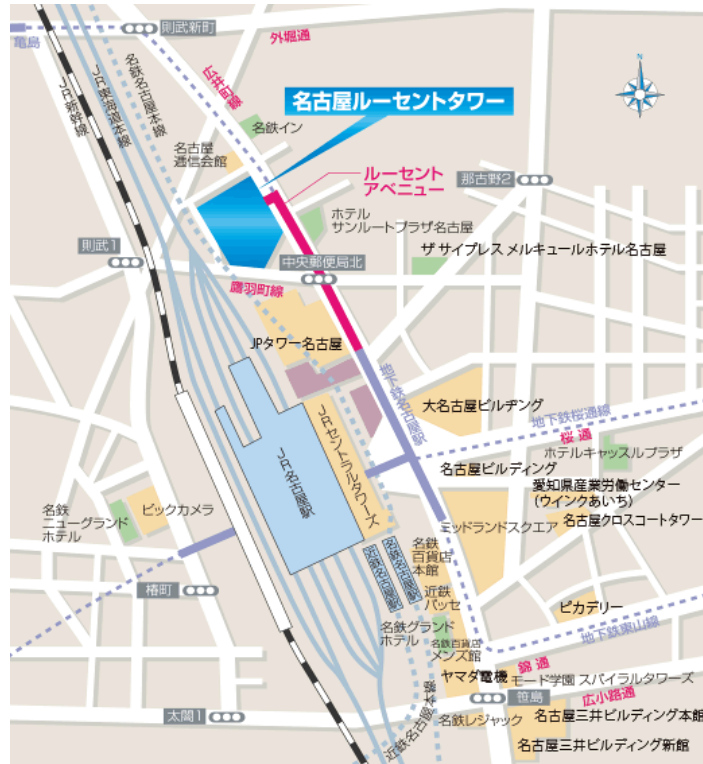 則武新町
亀島
外堀通
JR新幹線
JR東海道本線
名鉄名古屋本線
広井町線
N
名古屋ルーセントタワー
名鉄イン
名古屋
逓信会館
ルーセント
アベニュー
那古野2
ホテル
サンルートプラザ名古屋
則武1
中央郵便局北
ザ サイプレス メルキュールホテル名古屋
鷹羽町線
JPタワー名古屋
地下鉄名古屋駅
大名古屋ビルヂング
地下鉄桜通線
桜 通
JRセントラルタワーズ
JR名古屋駅
ホテルキャッスルプラザ
名古屋ビルディング
愛知県産業労働センター
(ウインクあいち)
名鉄
ニューグランド
ホテル
ビックカメラ
ミッドランドスクエア
名古屋クロスコートタワー
名鉄
百貨店
本館
近鉄名古屋駅
名鉄名古屋駅
椿町
近鉄
パッセ
ピカデリー
名鉄グランド
ホテル
名鉄百貨店
メンズ館
地下鉄東山線
錦 通
ヤマダ電機
モード学園 スパイラルタワーズ
笹島
広小路通
太閤1
近鉄名古屋本線
名鉄レジャック
名古屋三井ビルディング本館
名古屋三井ビルディング新館